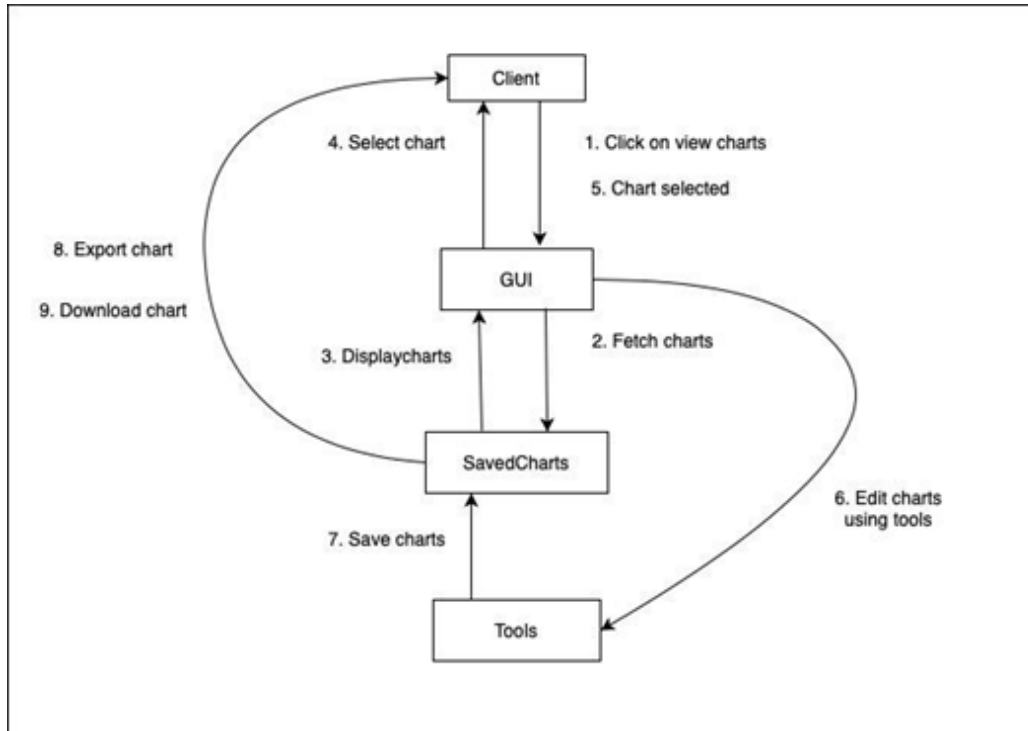 Client
4. Select chart
1. Click on view charts
5. Chart selected
8. Export chart
GUI
9. Download chart
2. Fetch charts
3. Displaycharts
SavedCharts
6. Edit charts
using tools
7. Save charts
Tools